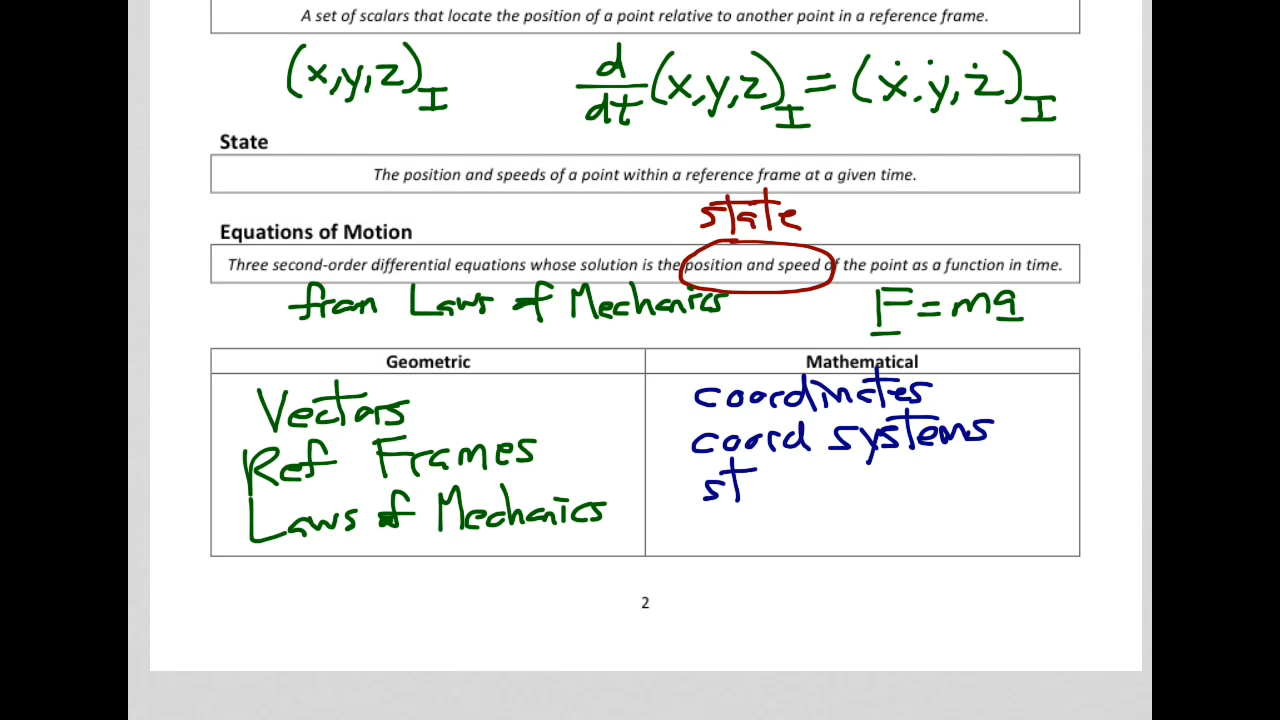 A set of scalars that locate the position of a point relative to another point in a reference frame.
(x,y,z)_I d/dt (x,y,z)_I = (ẋ,ẏ,ż)_I
State
The position and speeds of a point within a reference frame at a given time.
state
Equations of Motion
Three second-order differential equations whose solution is the position and speed of the point as a function in time.
from Laws of Mechanics F = ma
Geometric Mathematical
Vectors coordinates
Ref Frames coord systems
Laws of Mechanics st
2